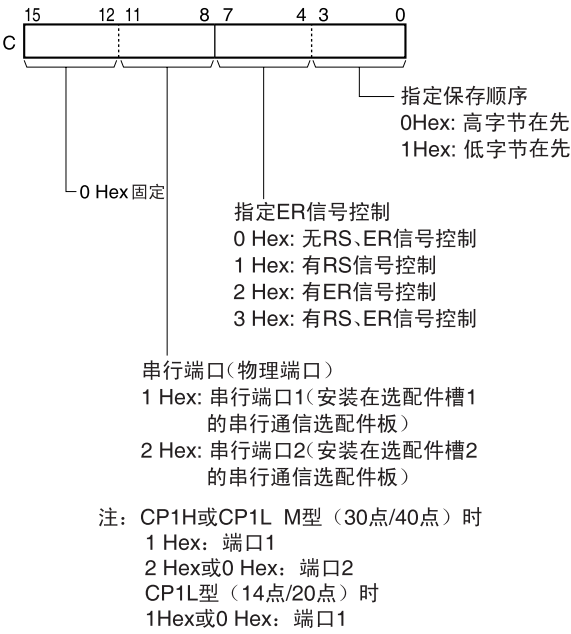 15 12 11 8 7 4 3 0
C
指定保存顺序
0Hex: 高字节在先
1Hex: 低字节在先
0 Hex固定
指定ER信号控制
0 Hex: 无RS、ER信号控制
1 Hex: 有RS信号控制
2 Hex: 有ER信号控制
3 Hex: 有RS、ER信号控制
串行端口（物理端口）
1 Hex: 串行端口1（安装在选配件槽1
的串行通信选配件板）
2 Hex: 串行端口2（安装在选配件槽2
的串行通信选配件板）
注：CP1H或CP1L M型（30点/40点）时
1 Hex：端口1
2 Hex或0 Hex：端口2
CP1L型（14点/20点）时
1Hex或0 Hex：端口1